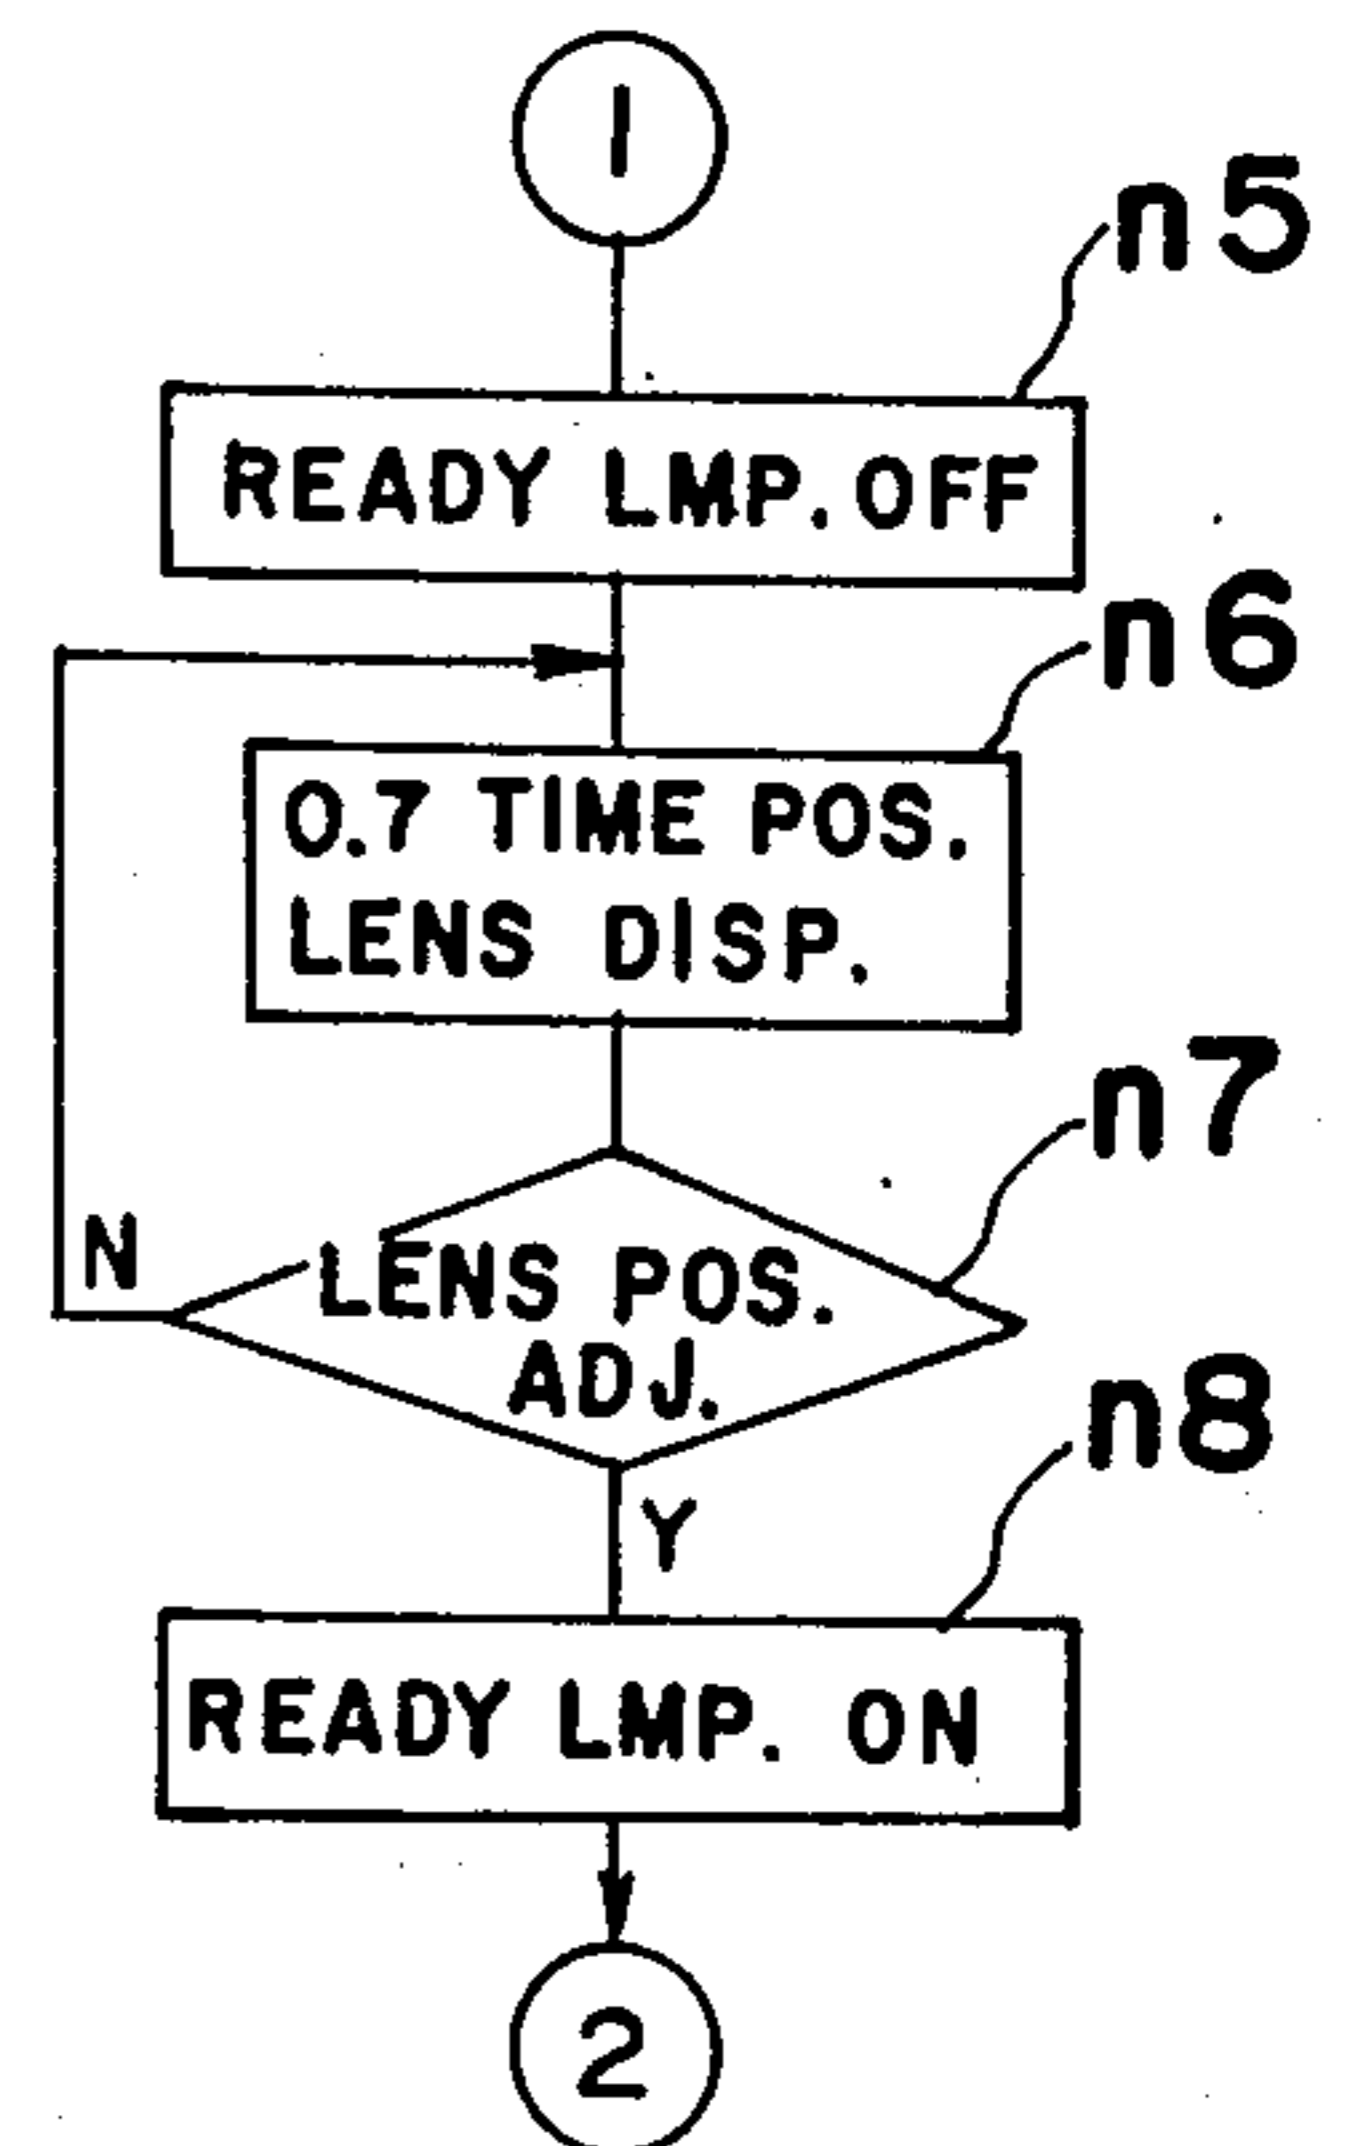 1
n5
READY LMP. OFF
n6
0.7 TIME POS.
LENS DISP.
n7
N
LENS POS.
ADJ.
n8
Y
READY LMP. ON
2